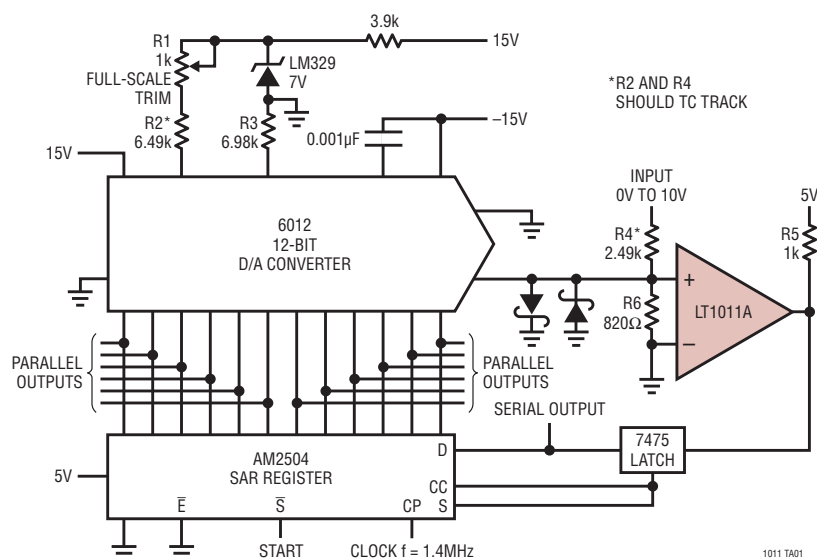 3.9k
15V
R1
1k
FULL-SCALE
TRIM
LM329
7V
*R2 AND R4
SHOULD TC TRACK
R2*
6.49k
R3
6.98k
0.001µF
–15V
15V
INPUT
0V TO 10V
5V
6012
12-BIT
D/A CONVERTER
R4*
2.49k
R5
1k
R6
820Ω
+
–
LT1011A
PARALLEL
OUTPUTS
PARALLEL
OUTPUTS
SERIAL OUTPUT
7475
LATCH
AM2504
SAR REGISTER
D
CC
S
5V
E̅
S̅
CP
START
CLOCK f = 1.4MHz
1011 TA01